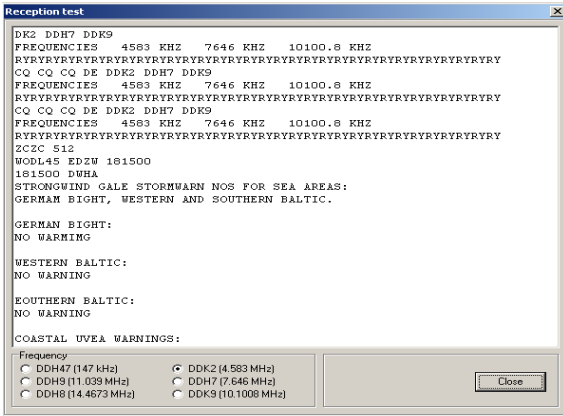 Reception test
DK2 DDH7 DDK9
FREQUENCIES 4583 KHZ 7646 KHZ 10100.8 KHZ
RYRYRYRYRYRYRYRYRYRYRYRYRYRYRYRYRYRYRYRYRYRYRYRYRYRYRYRYRYRYRYRY
CQ CQ CQ DE DDK2 DDH7 DDK9
FREQUENCIES 4583 KHZ 7646 KHZ 10100.8 KHZ
RYRYRYRYRYRYRYRYRYRYRYRYRYRYRYRYRYRYRYRYRYRYRYRYRYRYRYRYRYRYRYRY
CQ CQ CQ DE DDK2 DDH7 DDK9
FREQUENCIES 4583 KHZ 7646 KHZ 10100.8 KHZ
RYRYRYRYRYRYRYRYRYRYRYRYRYRYRYRYRYRYRYRYRYRYRYRYRYRYRYRYRYRYRYRY
ZCZC 512
WODL45 EDZW 181500
181500 DWHA
STRONGWIND GALE STORMWARN NOS FOR SEA AREAS:
GERMAM BIGHT, WESTERN AND SOUTHERN BALTIC.
GERMAN BIGHT:
NO WARMIMG
WESTERN BALTIC:
NO WARNING
EOUTHERN BALTIC:
NO WARNING
COASTAL UVEA WARNINGS:
Frequency
DDH47 (147 kHz) DDK2 (4.583 MHz)
DDH9 (11.039 MHz) DDH7 (7.646 MHz)
DDH8 (14.4673 MHz) DDK9 (10.1008 MHz)
Close